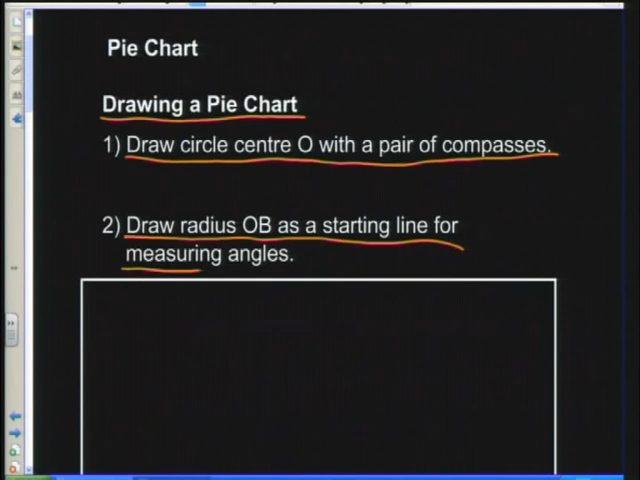 Pie Chart
Drawing a Pie Chart
1) Draw circle centre O with a pair of compasses.
2) Draw radius OB as a starting line for
measuring angles.